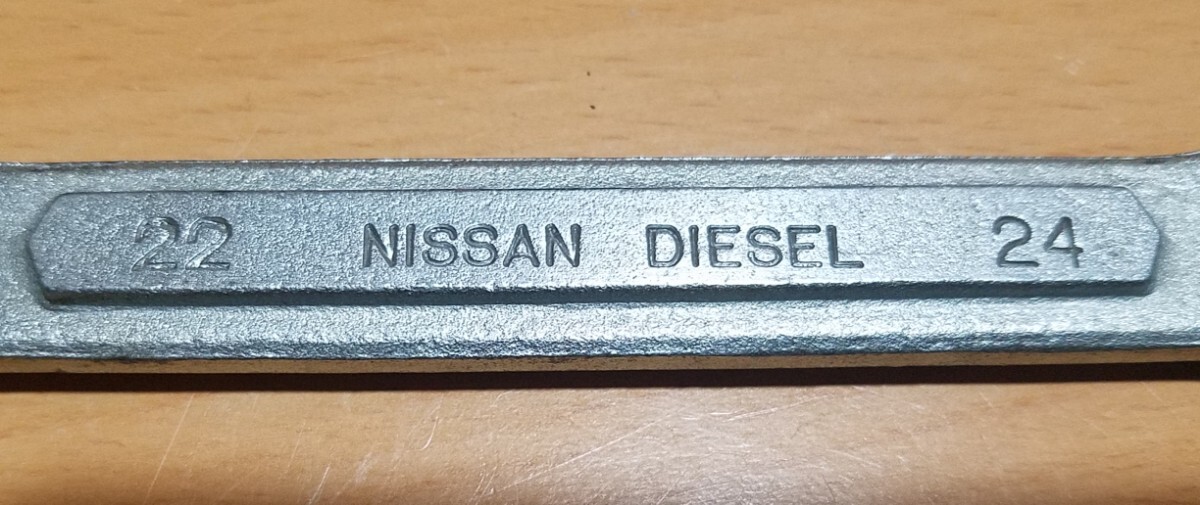 22 NISSAN DIESEL 24